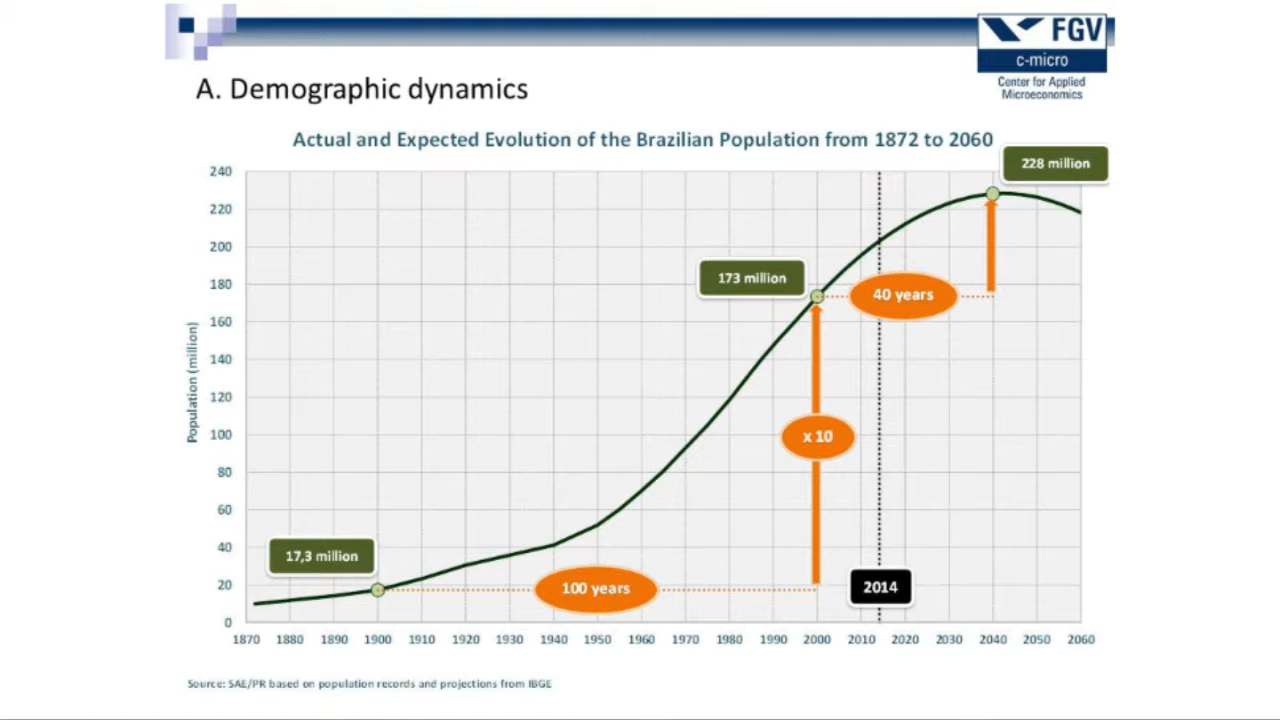 FGV
c-micro
Center for Applied
Microeconomics
A. Demographic dynamics
Actual and Expected Evolution of the Brazilian Population from 1872 to 2060
228 million
240
220
200
180
160
140
120
100
80
60
40
20
0
Population (million)
173 million
40 years
x 10
17,3 million
100 years
2014
1870 1880 1890 1900 1910 1920 1930 1940 1950 1960 1970 1980 1990 2000 2010 2020 2030 2040 2050 2060
Source: SAE/PR based on population records and projections from IBGE